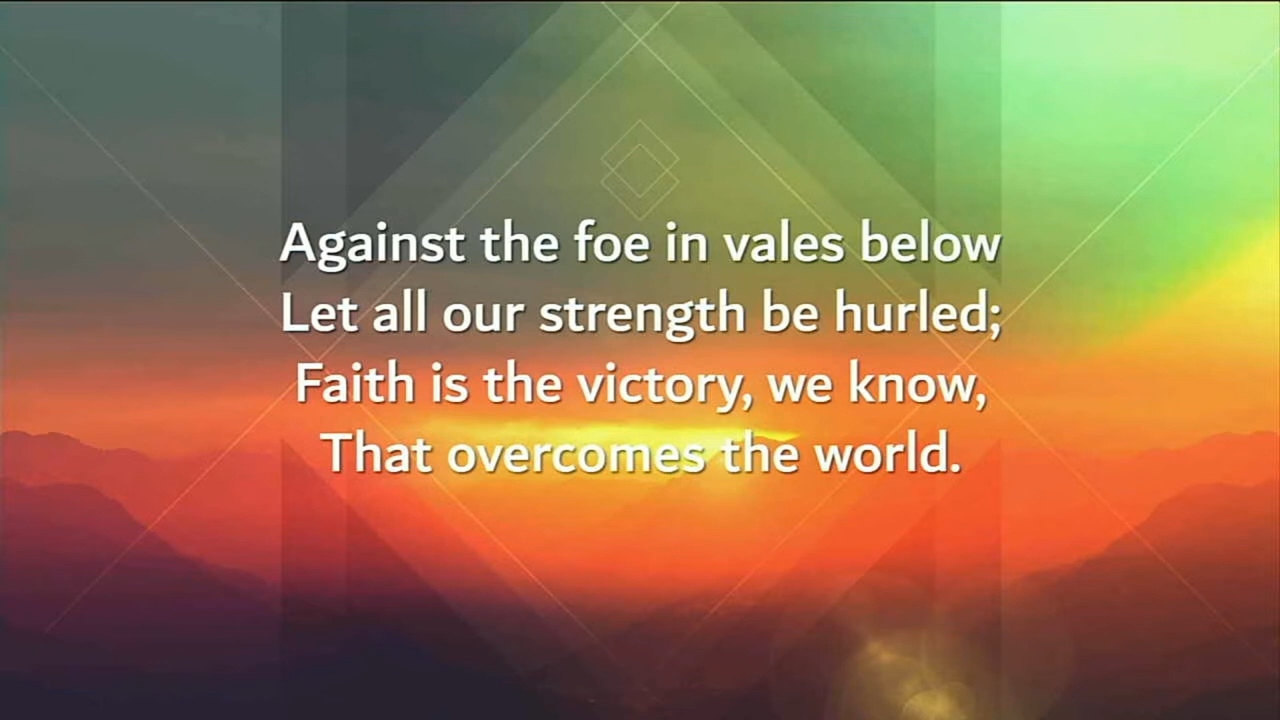 Against the foe in vales below
Let all our strength be hurled;
Faith is the victory, we know,
That overcomes the world.